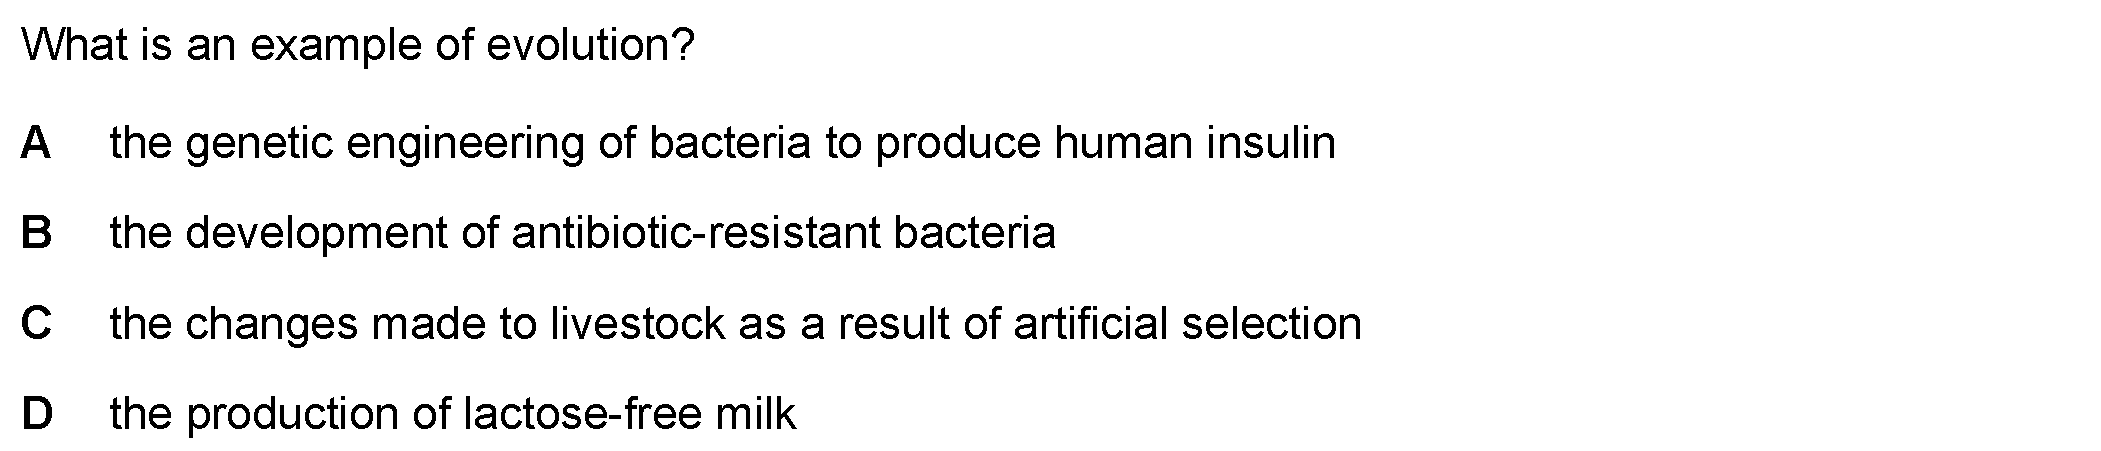 What is an example of evolution?
A the genetic engineering of bacteria to produce human insulin
B the development of antibiotic-resistant bacteria
C the changes made to livestock as a result of artificial selection
D the production of lactose-free milk